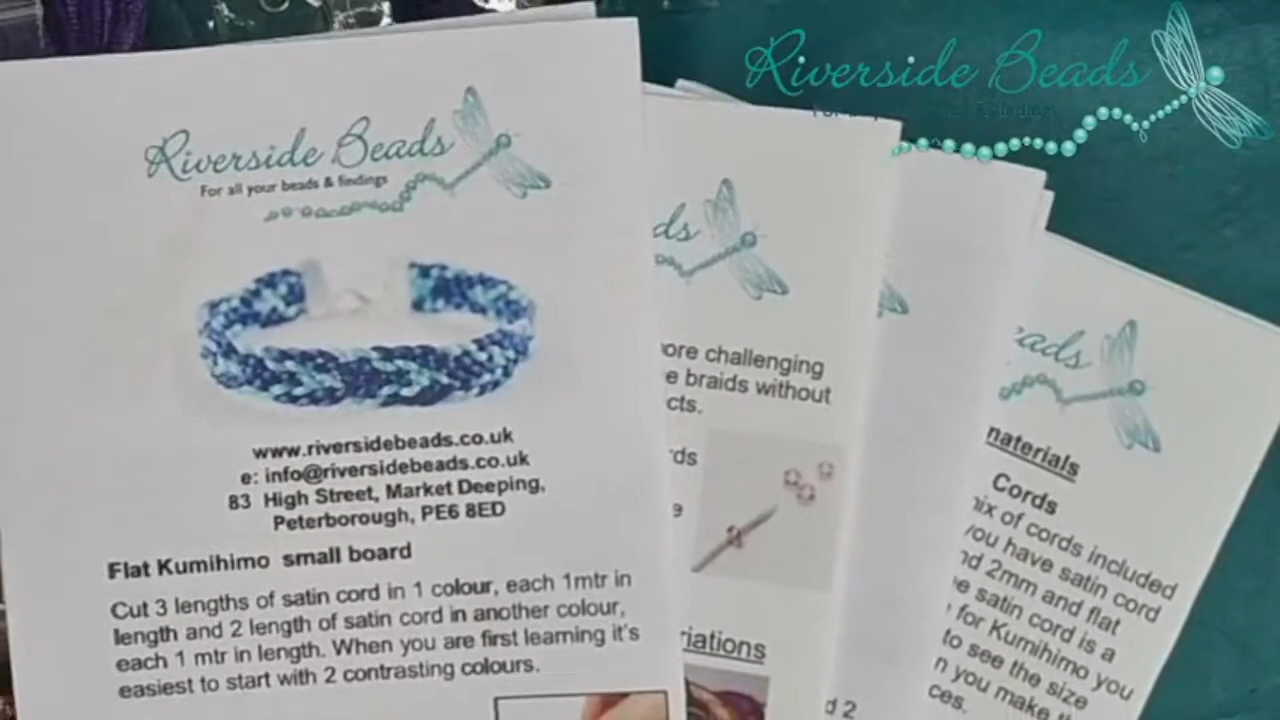 Riverside Beads
Riverside Beads
For all your beads & findings
www.riversidebeads.co.uk
e: info@riversidebeads.co.uk
83 High Street, Market Deeping,
Peterborough, PE6 8ED
Flat Kumihimo small board
Cut 3 lengths of satin cord in 1 colour, each 1mtr in
length and 2 length of satin cord in another colour,
each 1 mtr in length. When you are first learning it's
easiest to start with 2 contrasting colours.
ds
ore challenging
e braids without
cts.
rds
e
riations
d 2
eads
materials
Cords
mix of cords included
you have satin cord
nd 2mm and flat
e satin cord is a
for Kumihimo you
to see the size
n you make
ces.